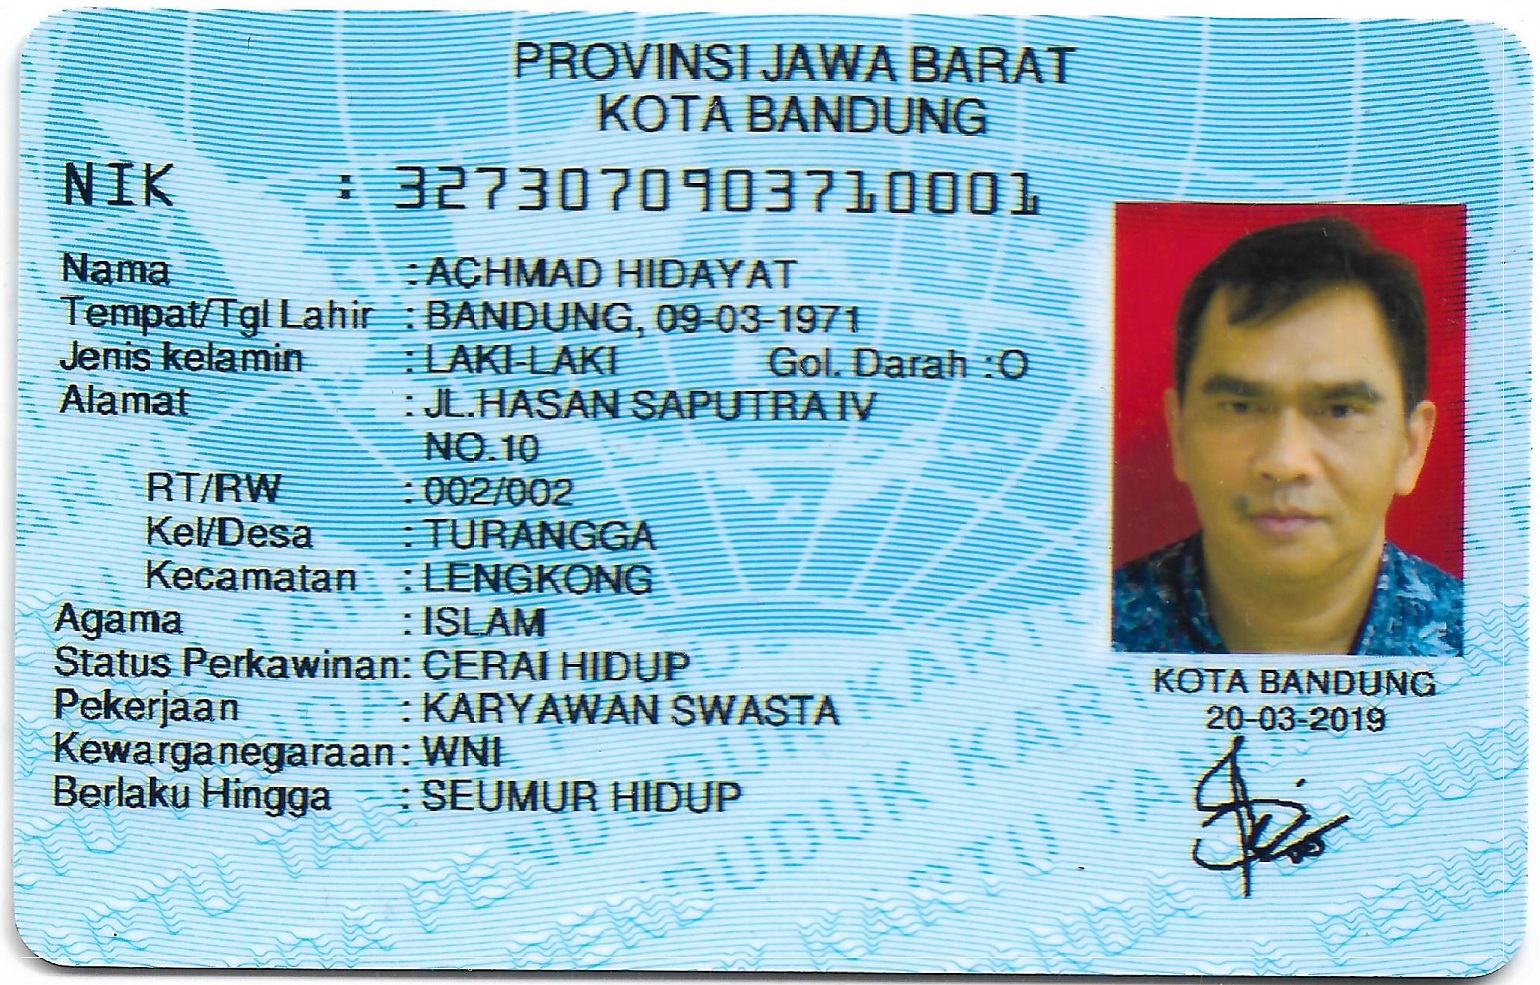 PROVINSI JAWA BARAT
KOTA BANDUNG
NIK : 3273070903710001
Nama : ACHMAD HIDAYAT
Tempat/Tgl Lahir : BANDUNG, 09-03-1971
Jenis kelamin : LAKI-LAKI Gol. Darah : O
Alamat : JL.HASAN SAPUTRA IV
NO.10
RT/RW : 002/002
Kel/Desa : TURANGGA
Kecamatan : LENGKONG
Agama : ISLAM
Status Perkawinan: CERAI HIDUP
Pekerjaan : KARYAWAN SWASTA
Kewarganegaraan: WNI
Berlaku Hingga : SEUMUR HIDUP
KOTA BANDUNG
20-03-2019